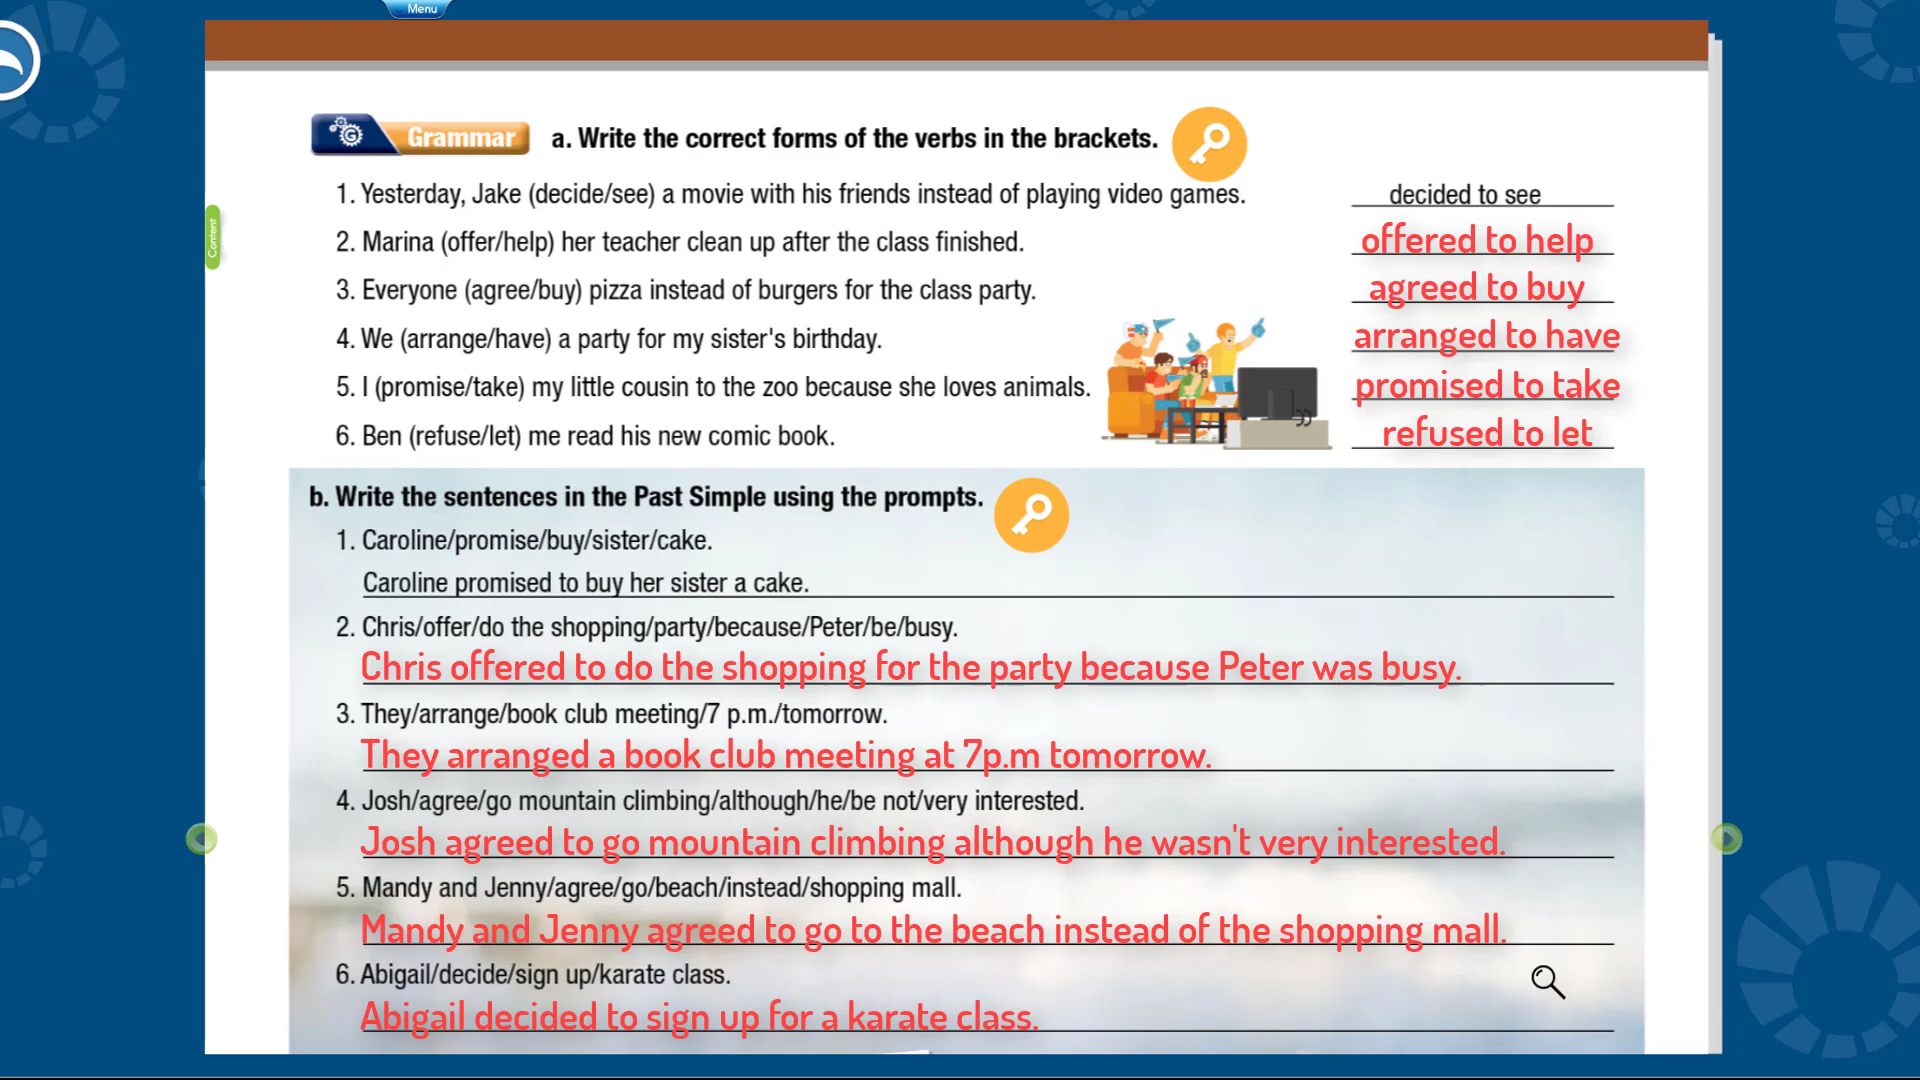 Menu
Content
G Grammar a. Write the correct forms of the verbs in the brackets.
1. Yesterday, Jake (decide/see) a movie with his friends instead of playing video games. decided to see
2. Marina (offer/help) her teacher clean up after the class finished. offered to help
3. Everyone (agree/buy) pizza instead of burgers for the class party. agreed to buy
4. We (arrange/have) a party for my sister's birthday. arranged to have
5. I (promise/take) my little cousin to the zoo because she loves animals. promised to take
6. Ben (refuse/let) me read his new comic book. refused to let
b. Write the sentences in the Past Simple using the prompts.
1. Caroline/promise/buy/sister/cake.
Caroline promised to buy her sister a cake.
2. Chris/offer/do the shopping/party/because/Peter/be/busy.
Chris offered to do the shopping for the party because Peter was busy.
3. They/arrange/book club meeting/7 p.m./tomorrow.
They arranged a book club meeting at 7p.m tomorrow.
4. Josh/agree/go mountain climbing/although/he/be not/very interested.
Josh agreed to go mountain climbing although he wasn't very interested.
5. Mandy and Jenny/agree/go/beach/instead/shopping mall.
Mandy and Jenny agreed to go to the beach instead of the shopping mall.
6. Abigail/decide/sign up/karate class.
Abigail decided to sign up for a karate class.